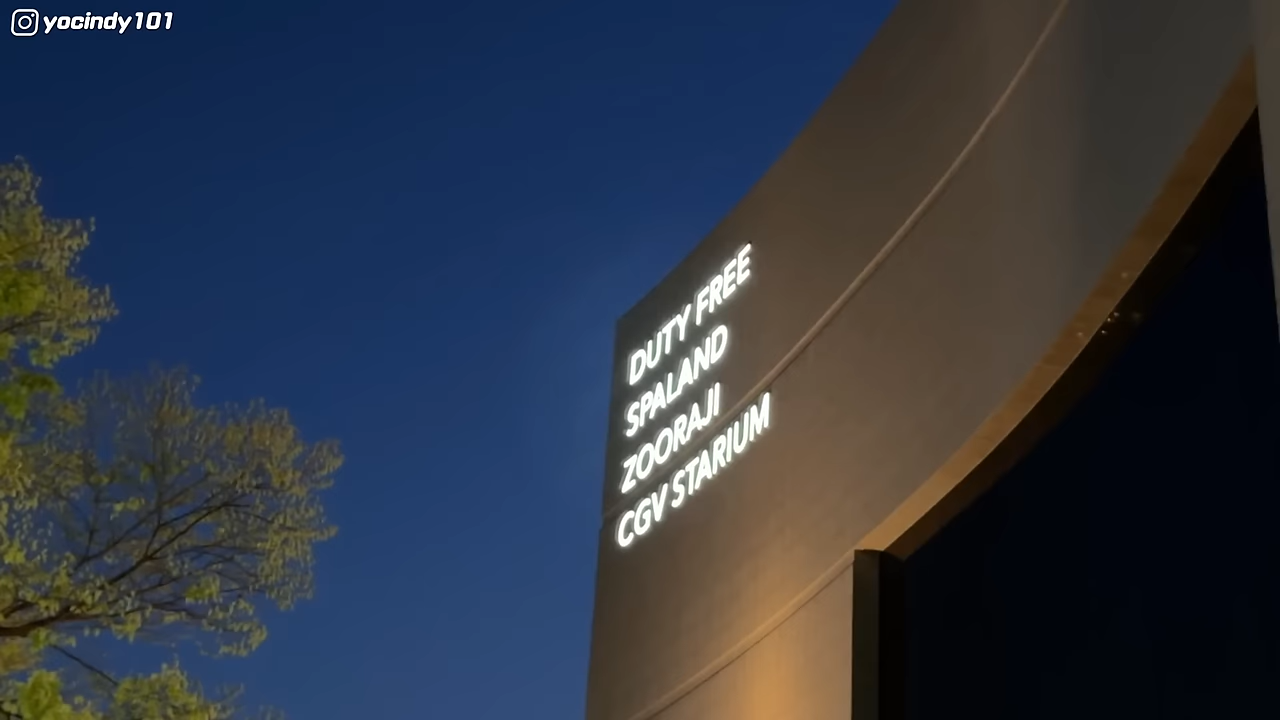 yocindy101
DUTY FREE
SPALAND
ZOORAJI
CGV STARIUM